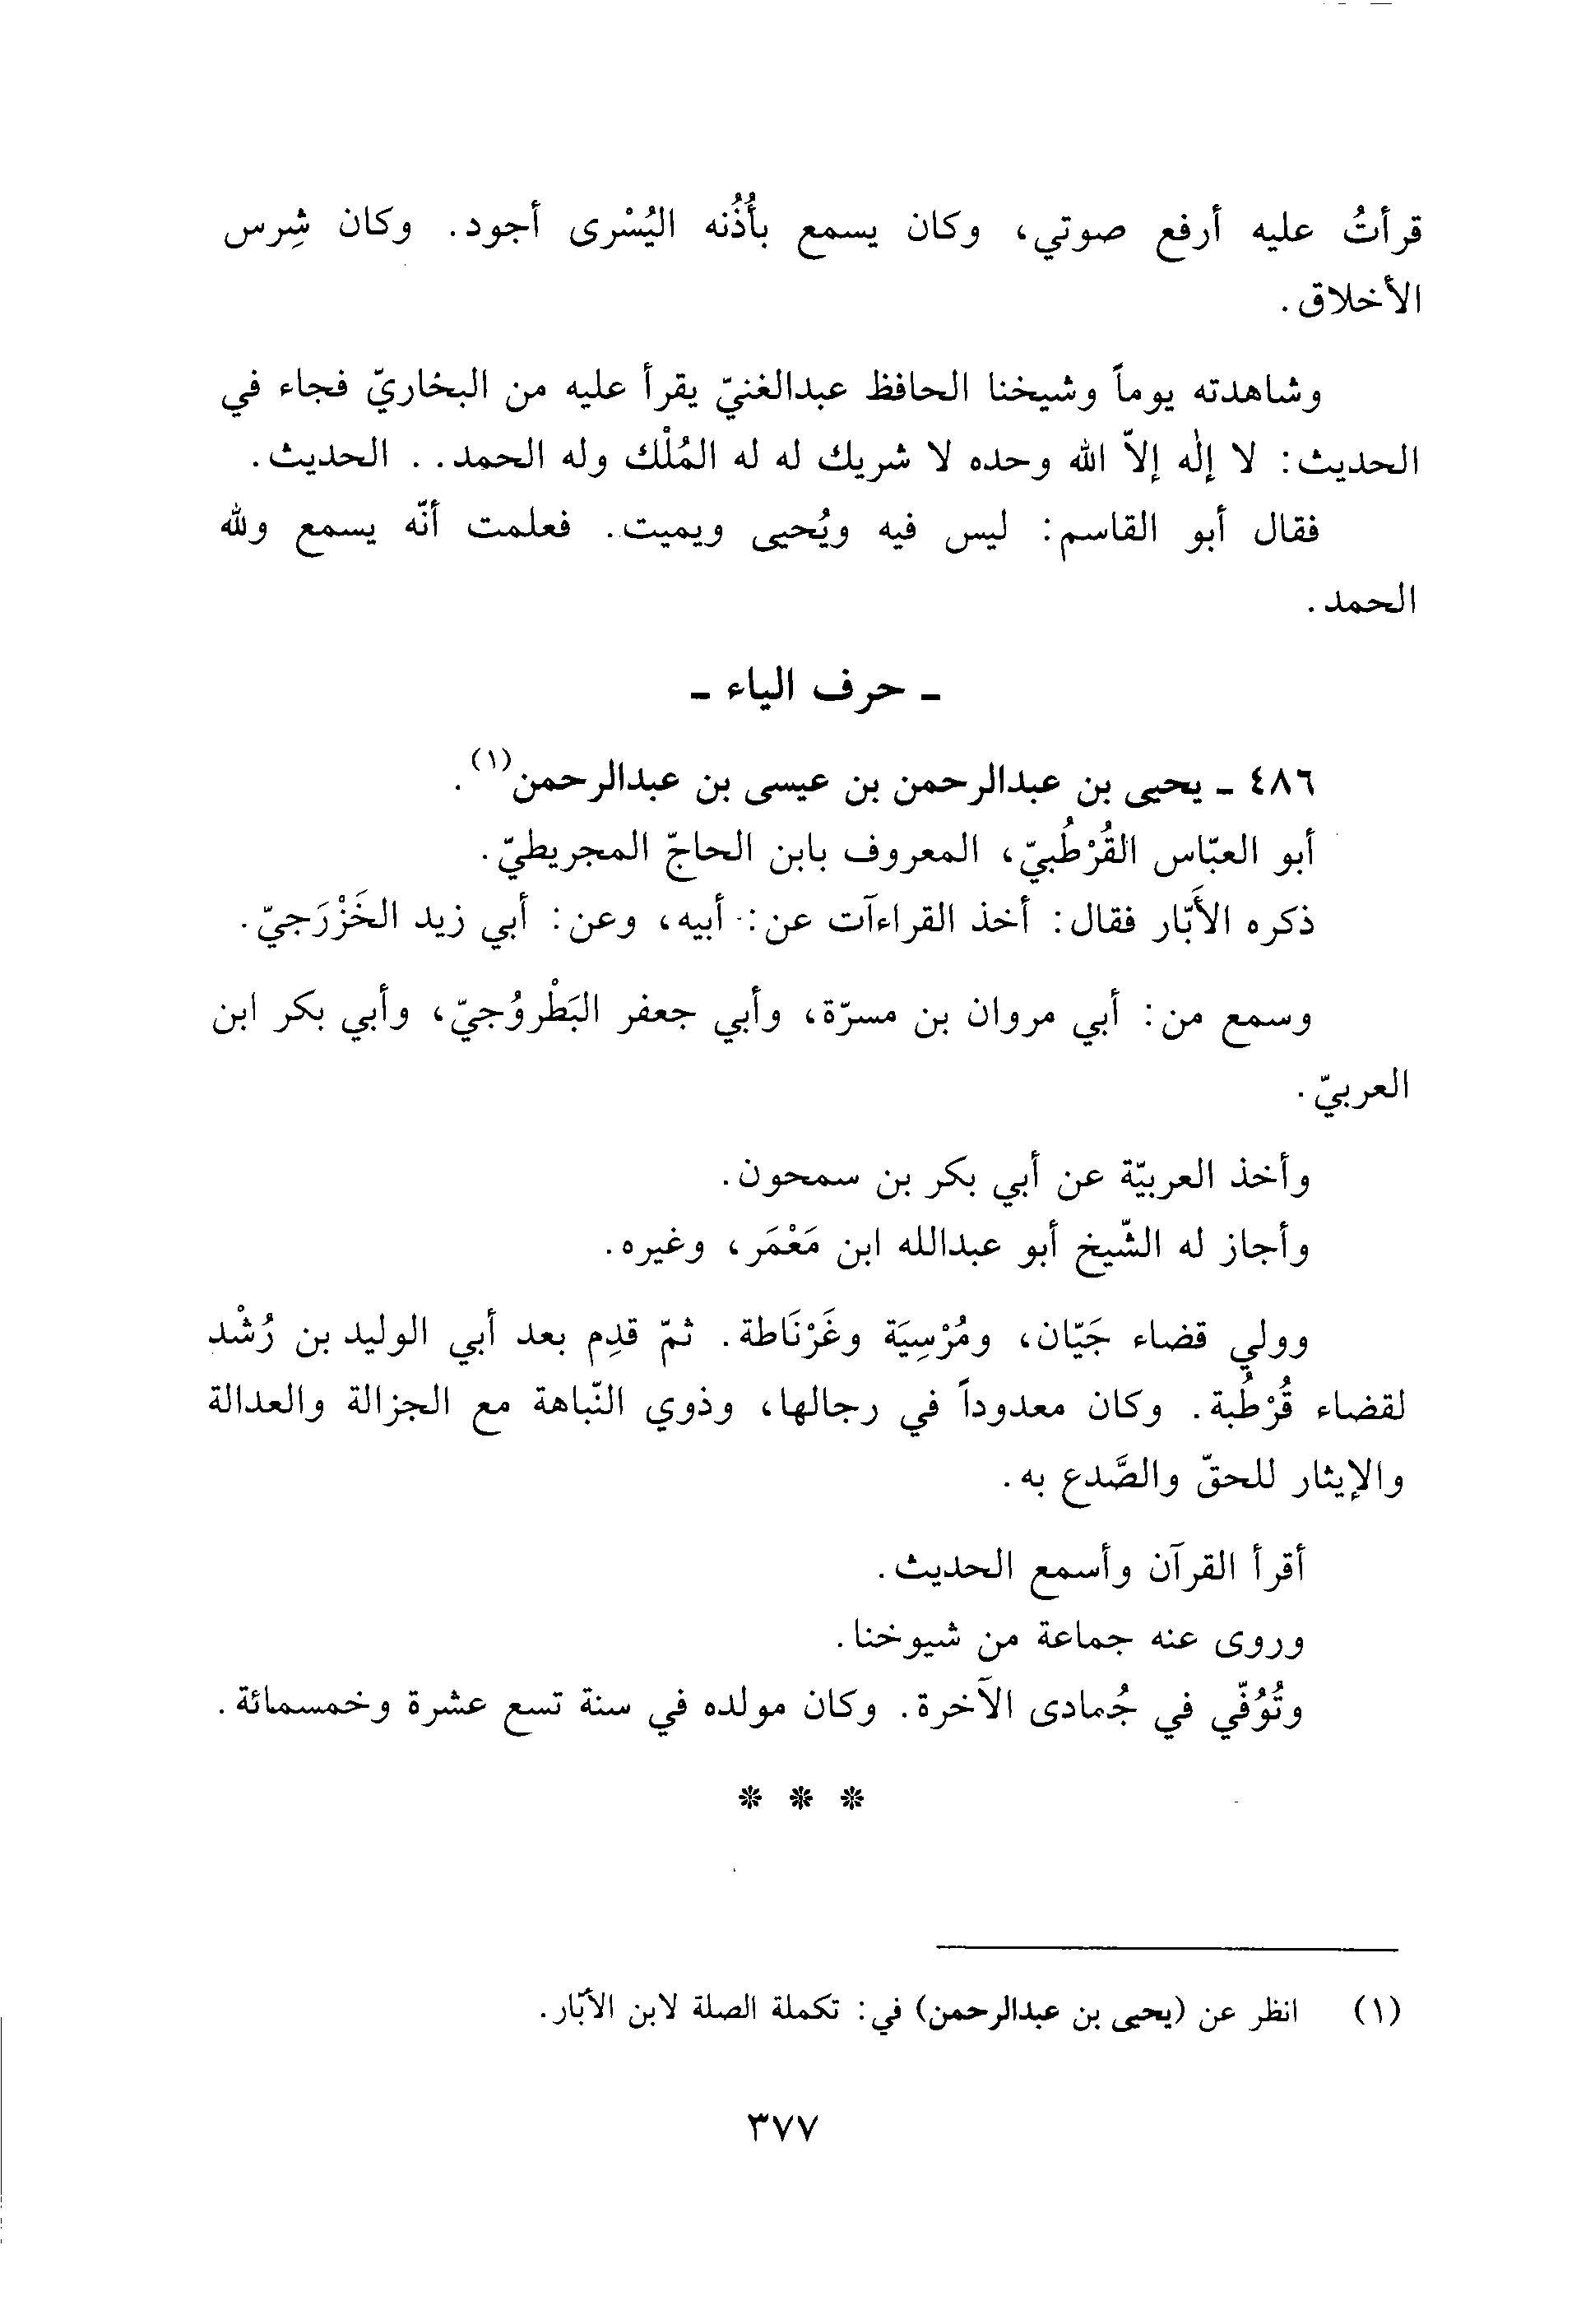 قرأتُ عليه أرفع صوتي، وكان يسمع بأُذُنه اليُسْرى أجود. وكان شِرس
الأخلاق.
وشاهدته يوماً وشيخنا الحافظ عبدالغنيّ يقرأ عليه من البخاريّ فجاء في
الحديث: لا إلٰه إلاّ الله وحده لا شريك له له المُلْك وله الحمد.. الحديث.
فقال أبو القاسم: ليس فيه ويُحيي ويميت. فعلمت أنّه يسمع ولله
الحمد.
ـ حرف الياء ـ
٤٨٦ ـ يحيى بن عبدالرحمن بن عيسى بن عبدالرحمن(١).
أبو العبّاس القُرْطُبيّ، المعروف بابن الحاجّ المجريطيّ.
ذكره الأَبّار فقال: أخذ القراءآت عن: أبيه، وعن: أبي زيد الخَزْرَجيّ.
وسمع من: أبي مروان بن مسرّة، وأبي جعفر البَطْروُجيّ، وأبي بكر ابن
العربيّ.
وأخذ العربيّة عن أبي بكر بن سمحون.
وأجاز له الشّيخ أبو عبدالله ابن مَعْمَر، وغيره.
وولي قضاء جَيّان، ومُرْسِيَة وغَرْنَاطة. ثمّ قدِم بعد أبي الوليد بن رُشْد
لقضاء قُرْطُبة. وكان معدوداً في رجالها، وذوي النّباهة مع الجزالة والعدالة
والإيثار للحقّ والصَّدع به.
أقرأ القرآن وأسمع الحديث.
وروى عنه جماعة من شيوخنا.
وتُوُفّي في جُمادى الآخرة. وكان مولده في سنة تسع عشرة وخمسمائة.
* * *
(١) انظر عن (يحيى بن عبدالرحمن) في: تكملة الصلة لابن الأبّار.
٣٧٧